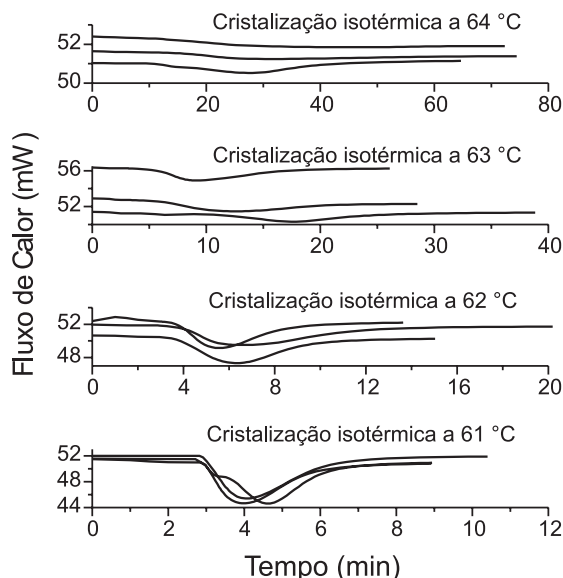 Cristalização isotérmica a 64 °C
52
50
0 20 40 60 80
Cristalização isotérmica a 63 °C
56
52
0 10 20 30 40
Cristalização isotérmica a 62 °C
52
48
0 4 8 12 16 20
Cristalização isotérmica a 61 °C
52
48
44
0 2 4 6 8 10 12
Fluxo de Calor (mW)
Tempo (min)